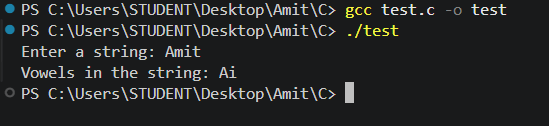 PS C:\Users\STUDENT\Desktop\Amit\C> gcc test.c -o test
PS C:\Users\STUDENT\Desktop\Amit\C> ./test
Enter a string: Amit
Vowels in the string: Ai
PS C:\Users\STUDENT\Desktop\Amit\C>